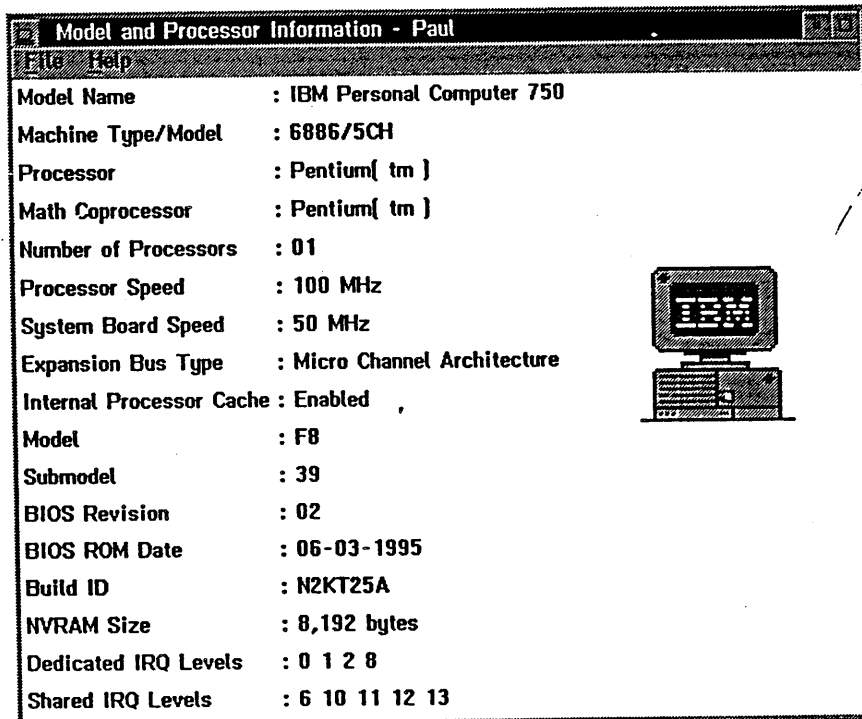 Model and Processor Information - Paul
File Help
Model Name : IBM Personal Computer 750
Machine Type/Model : 6886/5CH
Processor : Pentium( tm )
Math Coprocessor : Pentium( tm )
Number of Processors : 01
Processor Speed : 100 MHz
System Board Speed : 50 MHz
Expansion Bus Type : Micro Channel Architecture
Internal Processor Cache : Enabled
Model : F8
Submodel : 39
BIOS Revision : 02
BIOS ROM Date : 06-03-1995
Build ID : N2KT25A
NVRAM Size : 8,192 bytes
Dedicated IRQ Levels : 0 1 2 8
Shared IRQ Levels : 6 10 11 12 13